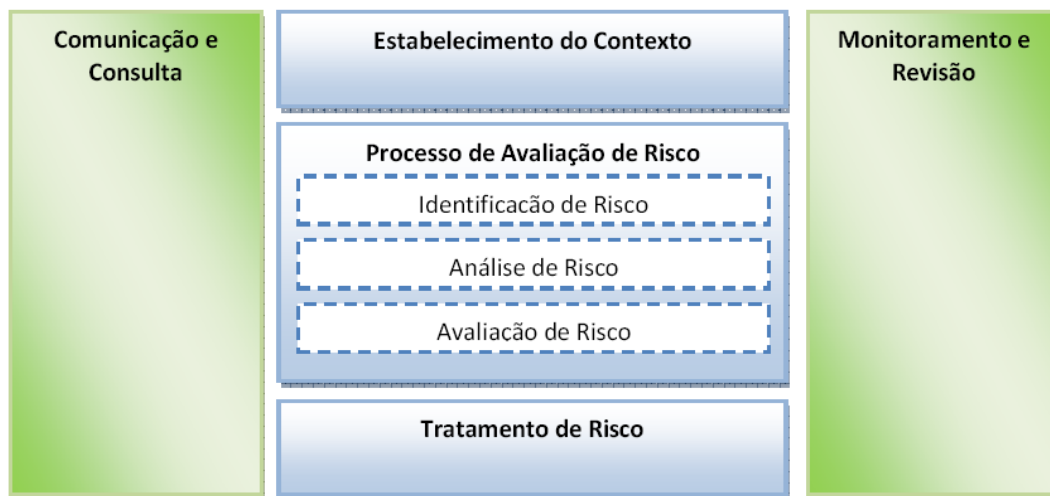 Comunicação e
Consulta
Estabelecimento do Contexto
Processo de Avaliação de Risco
Identificacão de Risco
Análise de Risco
Avaliação de Risco
Tratamento de Risco
Monitoramento e
Revisão